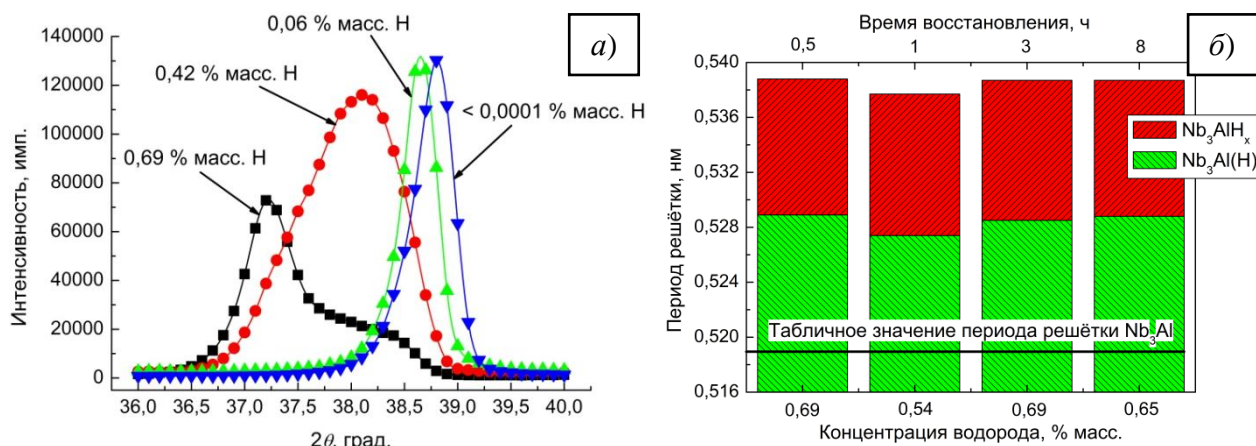 а)
0,06 % масс. Н
0,42 % масс. Н
< 0,0001 % масс. Н
0,69 % масс. Н
Интенсивность, имп.
140000
120000
100000
80000
60000
40000
20000
0
36,0 36,5 37,0 37,5 38,0 38,5 39,0 39,5 40,0
2θ, град.
б)
Время восстановления, ч
0,5 1 3 8
Период решётки, нм
0,540
0,536
0,532
0,528
0,524
0,520
0,516
Nb₃AlHₓ
Nb₃Al(H)
Табличное значение периода решётки Nb₃Al
0,69 0,54 0,69 0,65
Концентрация водорода, % масс.